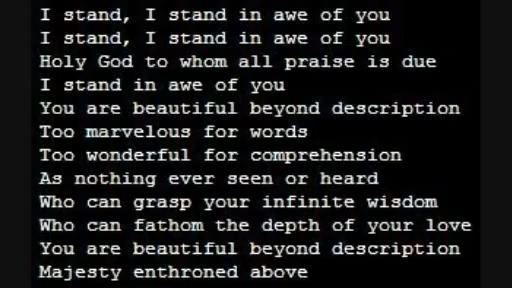 I stand, I stand in awe of you
I stand, I stand in awe of you
Holy God to whom all praise is due
I stand in awe of you
You are beautiful beyond description
Too marvelous for words
Too wonderful for comprehension
As nothing ever seen or heard
Who can grasp your infinite wisdom
Who can fathom the depth of your love
You are beautiful beyond description
Majesty enthroned above